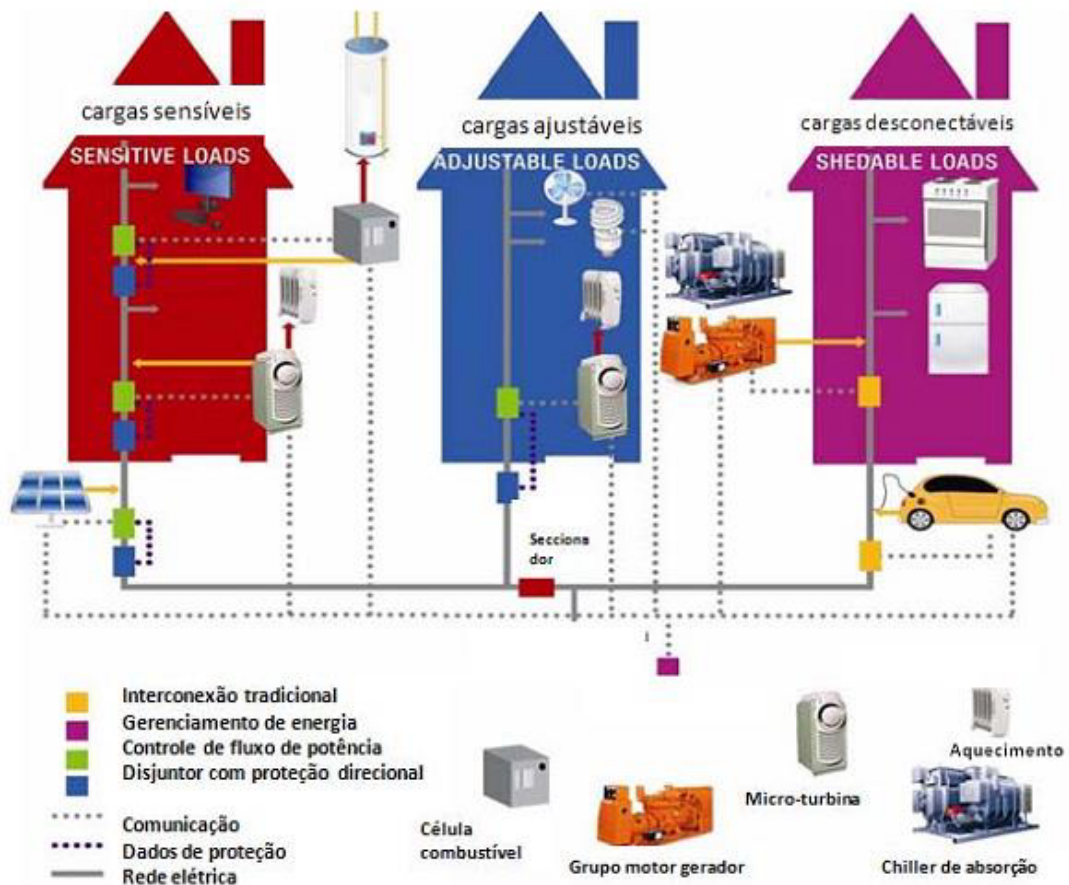 cargas sensíveis
cargas ajustáveis
cargas desconectáveis
SENSITIVE LOADS
ADJUSTABLE LOADS
SHEDABLE LOADS
Secciona
dor
Interconexão tradicional
Gerenciamento de energia
Controle de fluxo de potência
Disjuntor com proteção direcional
Comunicação
Dados de proteção
Rede elétrica
Célula
combustível
Grupo motor gerador
Micro-turbina
Aquecimento
Chiller de absorção